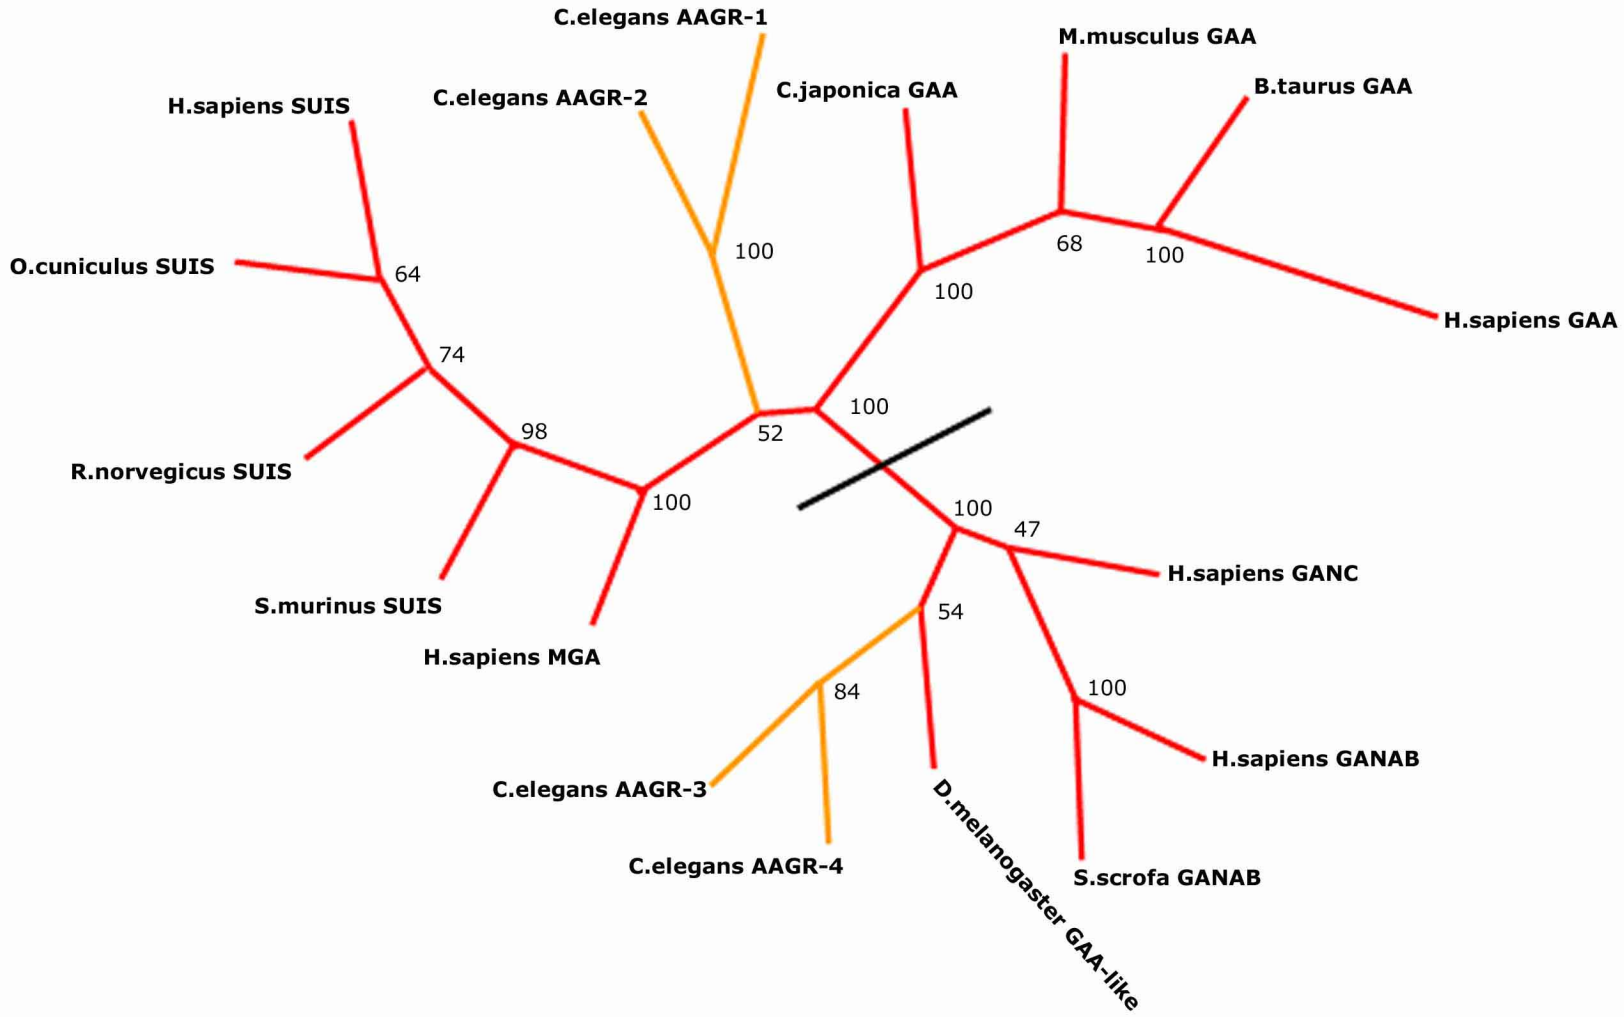 C.elegans AAGR-1
M.musculus GAA
B.taurus GAA
C.japonica GAA
C.elegans AAGR-2
H.sapiens SUIS
100
68
100
O.cuniculus SUIS
64
100
H.sapiens GAA
74
100
98
52
R.norvegicus SUIS
100
100
47
H.sapiens GANC
S.murinus SUIS
54
H.sapiens MGA
84
100
H.sapiens GANAB
C.elegans AAGR-3
D.melanogaster GAA-like
C.elegans AAGR-4
S.scrofa GANAB